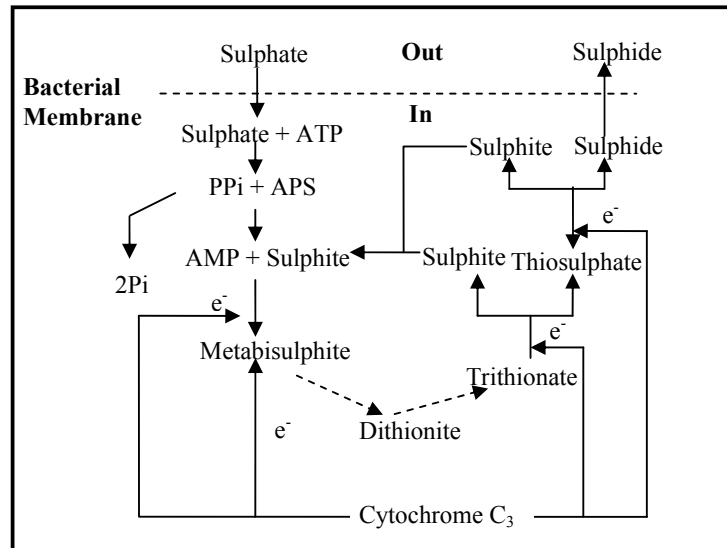 Sulphate Out Sulphide
Bacterial
Membrane
In
Sulphate + ATP Sulphite Sulphide
PPi + APS
e-
AMP + Sulphite Sulphite Thiosulphate
2Pi
e-
e-
Metabisulphite
Trithionate
Dithionite
e-
Cytochrome C3